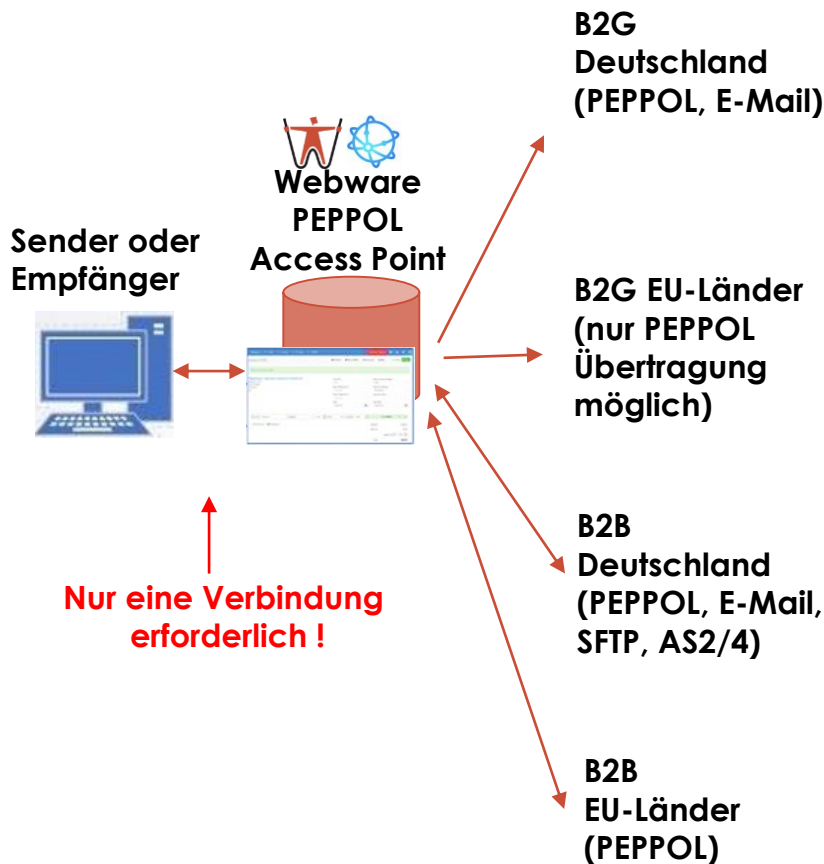 B2G
Deutschland
(PEPPOL, E-Mail)
Webware
PEPPOL
Access Point
Sender oder
Empfänger
B2G EU-Länder
(nur PEPPOL
Übertragung
möglich)
Nur eine Verbindung
erforderlich !
B2B
Deutschland
(PEPPOL, E-Mail,
SFTP, AS2/4)
B2B
EU-Länder
(PEPPOL)